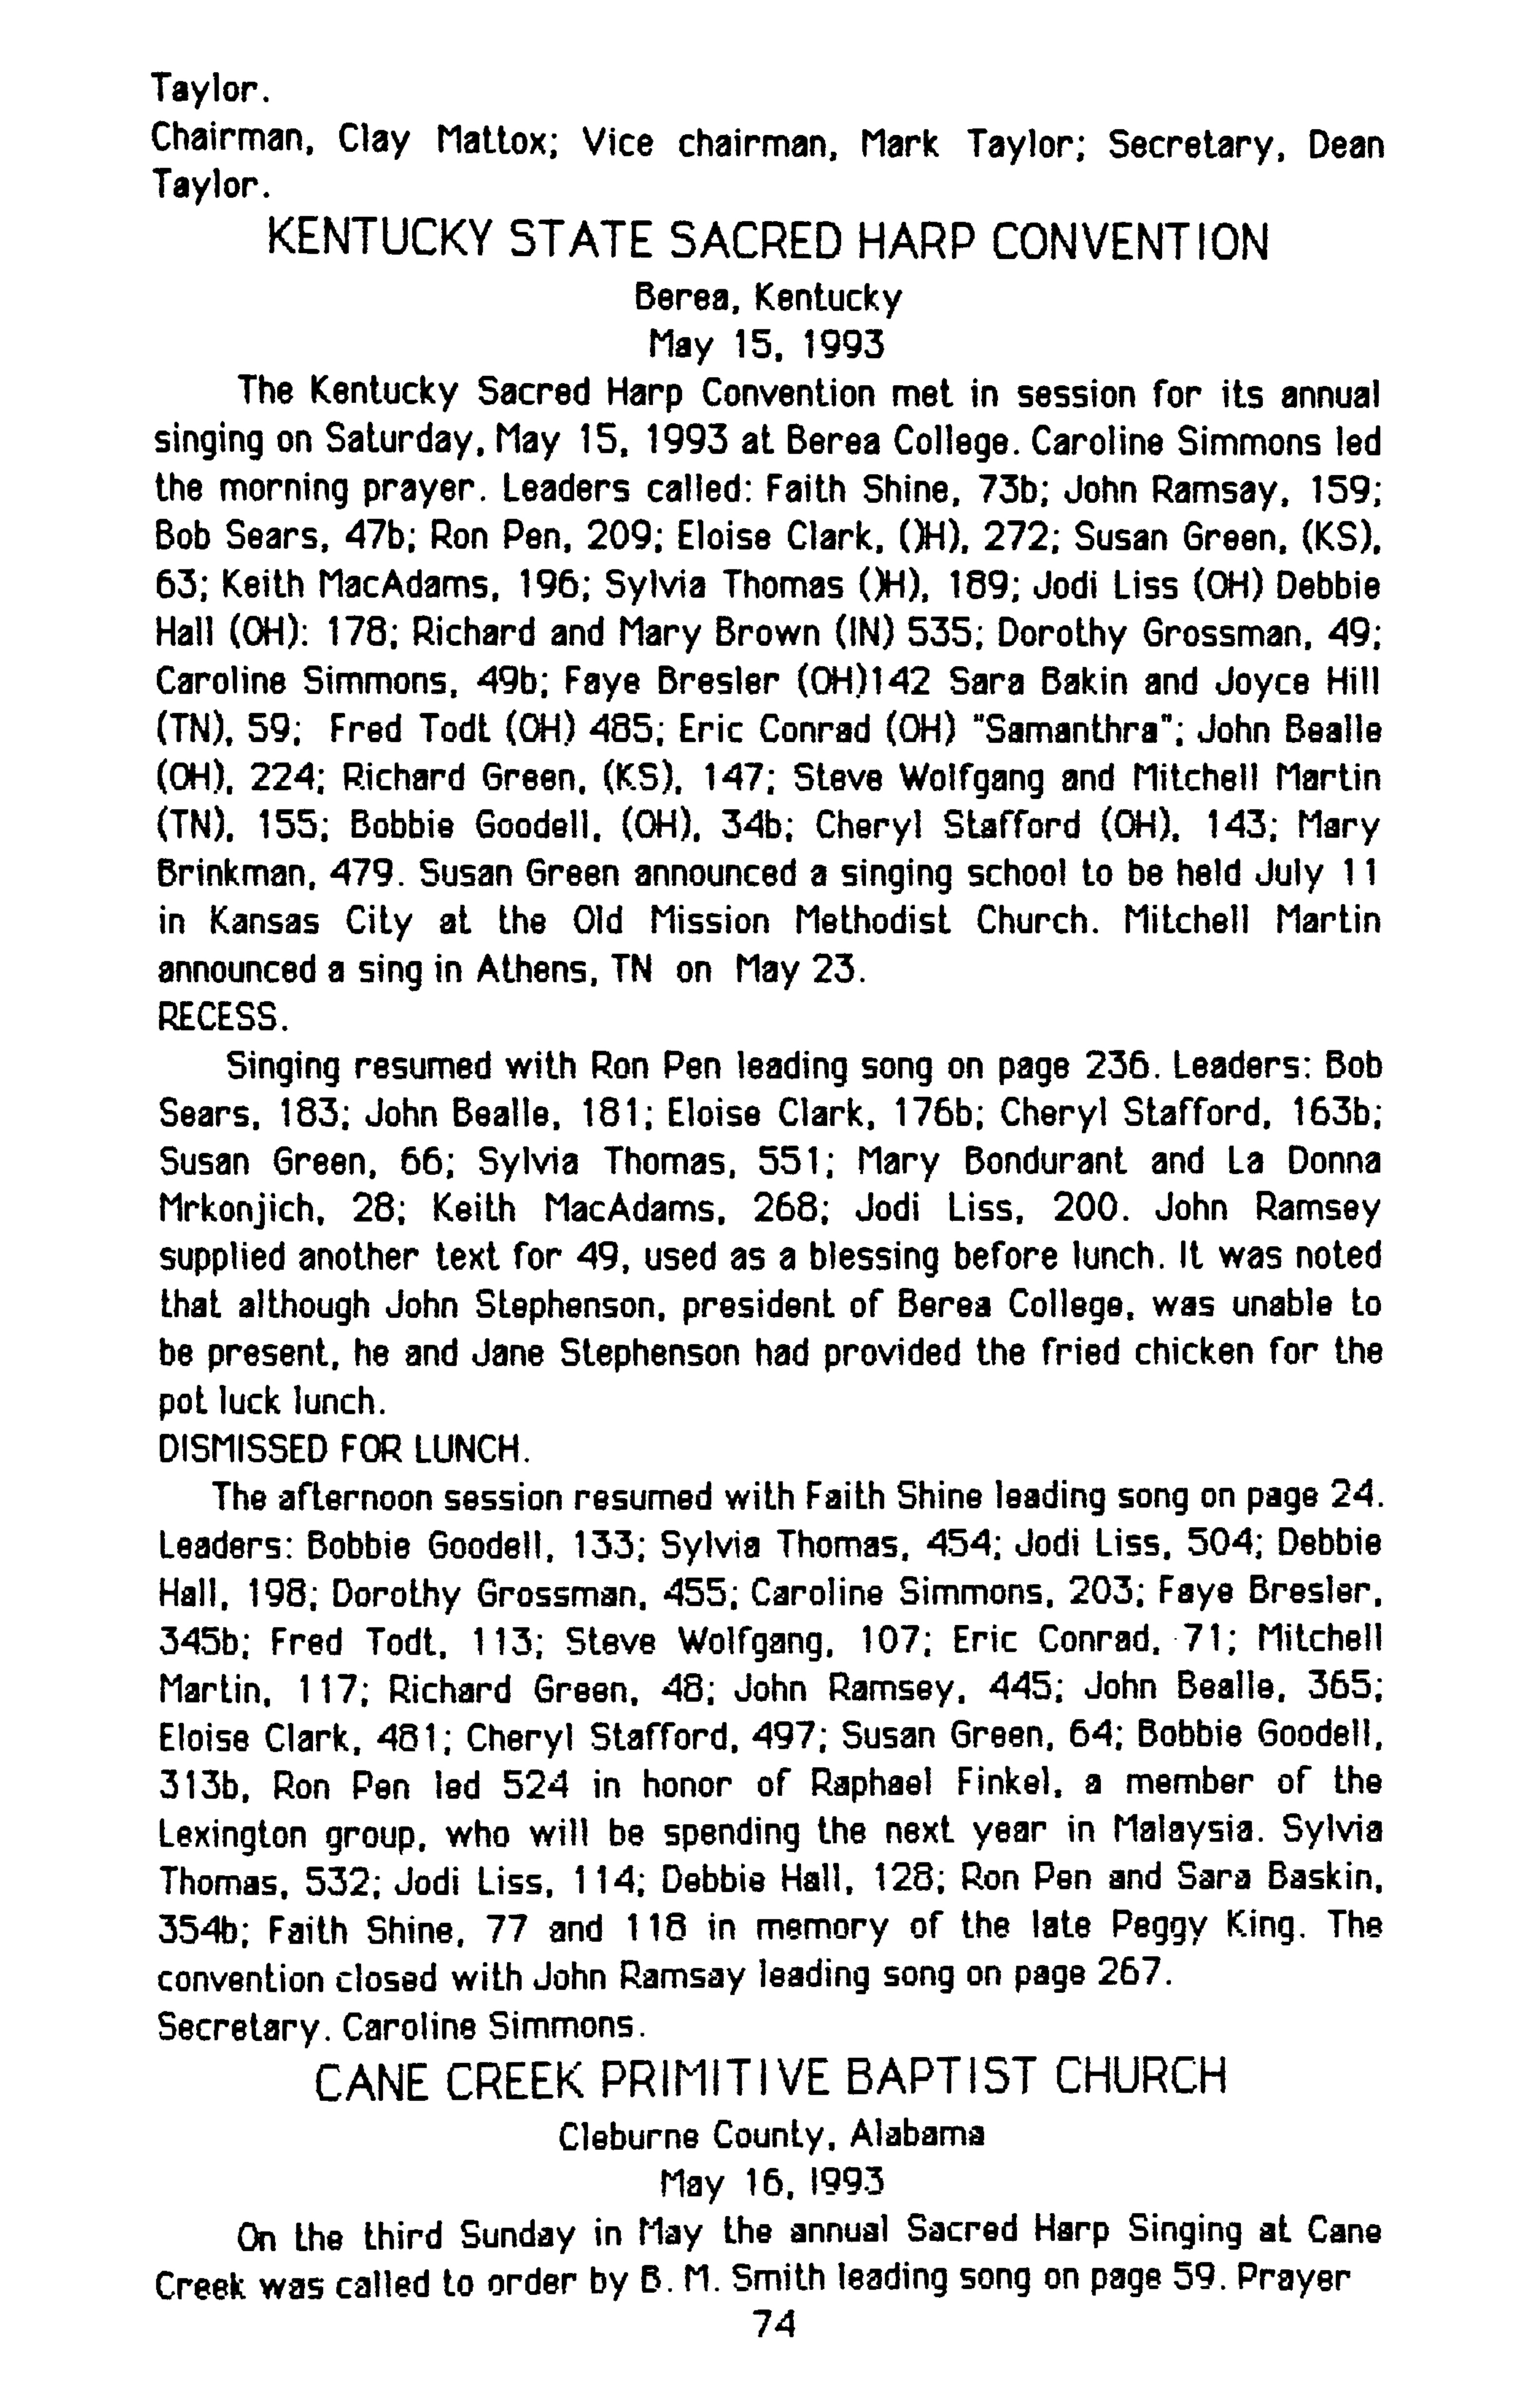 Taylor.
Chairman, Clay Mattox; Vice chairman, Mark Taylor; Secretary, Dean
Taylor.
KENTUCKY STATE SACRED HARP CONVENTION
Berea, Kentucky
May 15, 1993
The Kentucky Sacred Harp Convention met in session for its annual
singing on Saturday, May 15, 1993 at Berea College. Caroline Simmons led
the morning prayer. Leaders called: Faith Shine, 73b; John Ramsay, 159;
Bob Sears, 47b; Ron Pen, 209; Eloise Clark, (OH), 272; Susan Green, (KS),
63; Keith MacAdams, 196; Sylvia Thomas (OH), 189; Jodi Liss (OH) Debbie
Hall (OH): 178; Richard and Mary Brown (IN) 535; Dorothy Grossman, 49;
Caroline Simmons, 49b; Faye Bresler (OH)142 Sara Bakin and Joyce Hill
(TN), 59; Fred Todt (OH) 485; Eric Conrad (OH) "Samanthra"; John Bealle
(OH), 224; Richard Green, (KS), 147; Steve Wolfgang and Mitchell Martin
(TN), 155; Bobbie Goodell, (OH), 34b; Cheryl Stafford (OH), 143; Mary
Brinkman, 479. Susan Green announced a singing school to be held July 11
in Kansas City at the Old Mission Methodist Church. Mitchell Martin
announced a sing in Athens, TN on May 23.
RECESS.
Singing resumed with Ron Pen leading song on page 236. Leaders: Bob
Sears, 183; John Bealle, 181; Eloise Clark, 176b; Cheryl Stafford, 163b;
Susan Green, 66; Sylvia Thomas, 551; Mary Bondurant and La Donna
Mrkonjich, 28; Keith MacAdams, 268; Jodi Liss, 200. John Ramsey
supplied another text for 49, used as a blessing before lunch. It was noted
that although John Stephenson, president of Berea College, was unable to
be present, he and Jane Stephenson had provided the fried chicken for the
pot luck lunch.
DISMISSED FOR LUNCH.
The afternoon session resumed with Faith Shine leading song on page 24.
Leaders: Bobbie Goodell, 133; Sylvia Thomas, 454; Jodi Liss, 504; Debbie
Hall, 198; Dorothy Grossman, 455; Caroline Simmons, 203; Faye Bresler,
345b; Fred Todt, 113; Steve Wolfgang, 107; Eric Conrad, 71; Mitchell
Martin, 117; Richard Green, 48; John Ramsey, 445; John Bealle, 365;
Eloise Clark, 481; Cheryl Stafford, 497; Susan Green, 64; Bobbie Goodell,
313b, Ron Pen led 524 in honor of Raphael Finkel, a member of the
Lexington group, who will be spending the next year in Malaysia. Sylvia
Thomas, 532; Jodi Liss, 114; Debbie Hall, 128; Ron Pen and Sara Baskin,
354b; Faith Shine, 77 and 118 in memory of the late Peggy King. The
convention closed with John Ramsay leading song on page 267.
Secretary. Caroline Simmons.
CANE CREEK PRIMITIVE BAPTIST CHURCH
Cleburne County, Alabama
May 16, 1993
On the third Sunday in May the annual Sacred Harp Singing at Cane
Creek was called to order by B. M. Smith leading song on page 59. Prayer
74